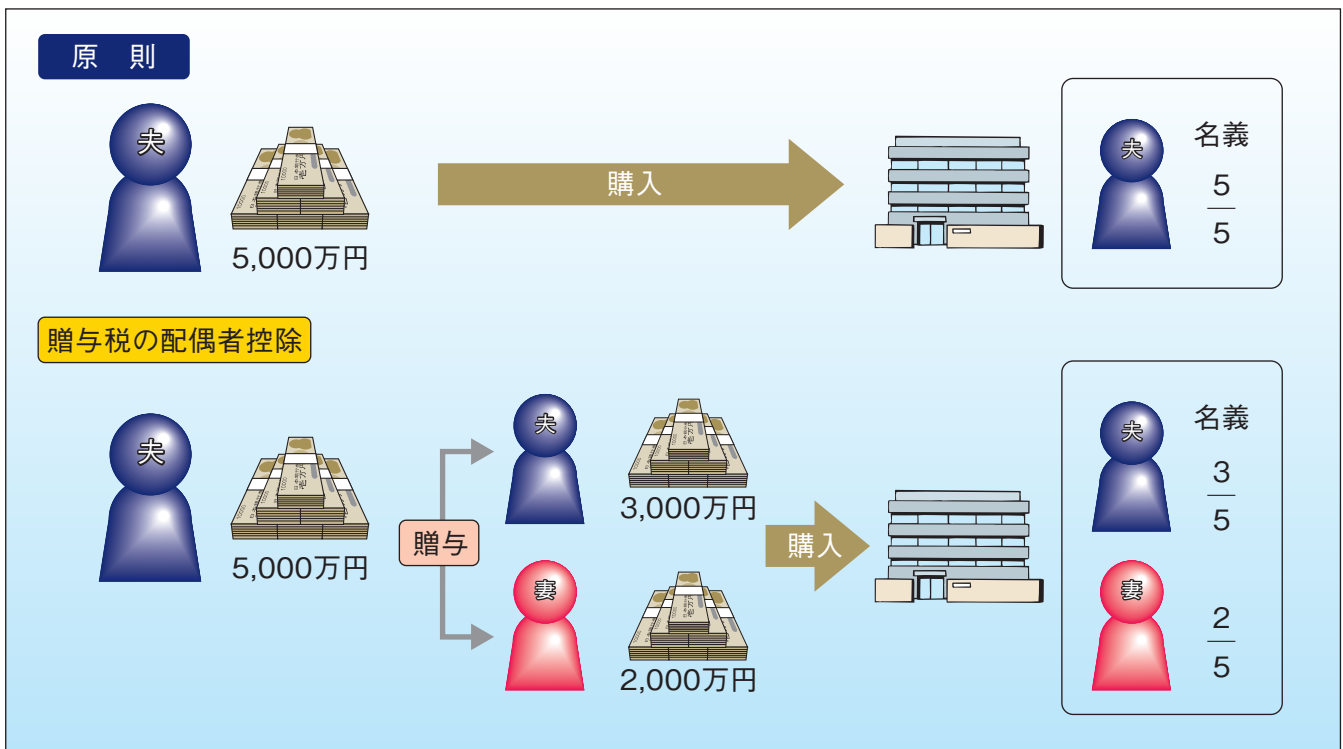 原 則
夫
5,000万円
購入
夫
名義
5
5
贈与税の配偶者控除
夫
5,000万円
贈与
夫
3,000万円
妻
2,000万円
購入
夫
名義
3
5
妻
2
5